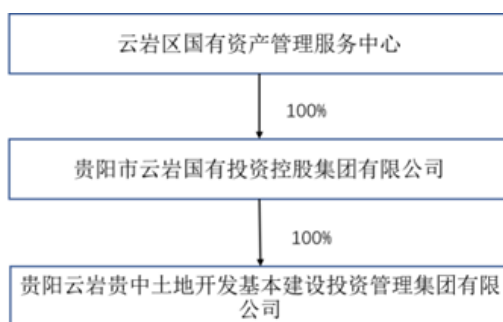 云岩区国有资产管理服务中心
100%
贵阳市云岩国有投资控股集团有限公司
100%
贵阳云岩贵中土地开发基本建设投资管理集团有限
公司